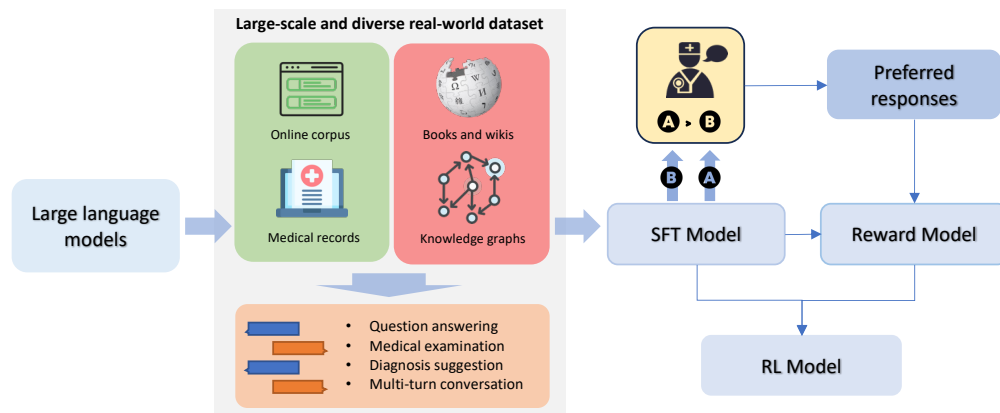 Large-scale and diverse real-world dataset
Online corpus
Books and wikis
Medical records
Knowledge graphs
Large language
models
• Question answering
• Medical examination
• Diagnosis suggestion
• Multi-turn conversation
A > B
B A
Preferred
responses
SFT Model
Reward Model
RL Model